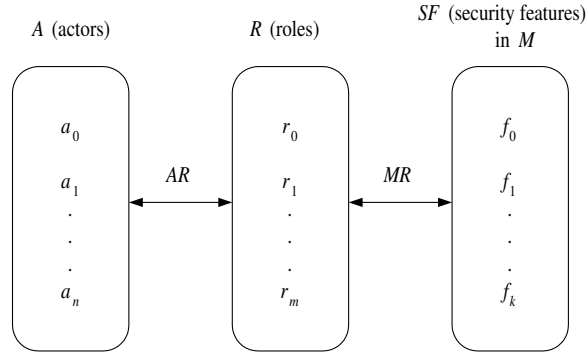 SF (security features)
in M
A (actors)
R (roles)
a0
r0
f0
AR
MR
a1
r1
f1
.
.
.
.
.
.
.
.
.
an
rm
fk